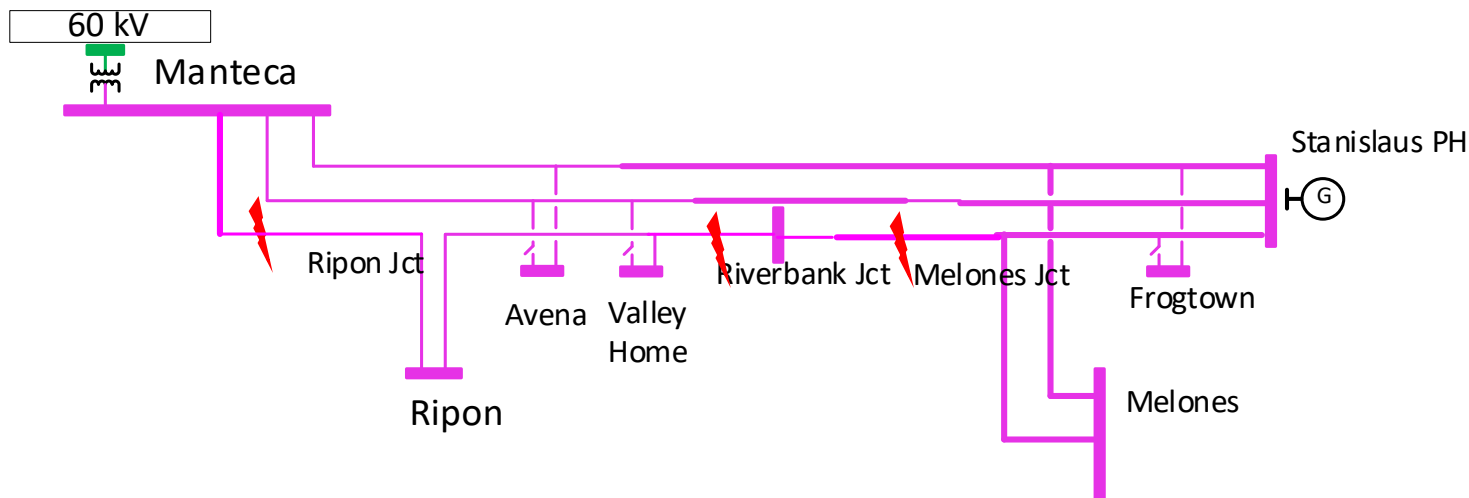 60 kV
Manteca
Stanislaus PH
G
Ripon Jct
Riverbank Jct
Melones Jct
Frogtown
Avena
Valley
Home
Ripon
Melones